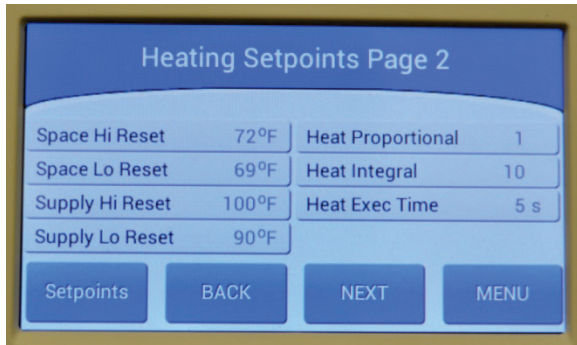 Heating Setpoints Page 2
Space Hi Reset 72°F
Space Lo Reset 69°F
Supply Hi Reset 100°F
Supply Lo Reset 90°F
Heat Proportional 1
Heat Integral 10
Heat Exec Time 5 s
Setpoints BACK NEXT MENU